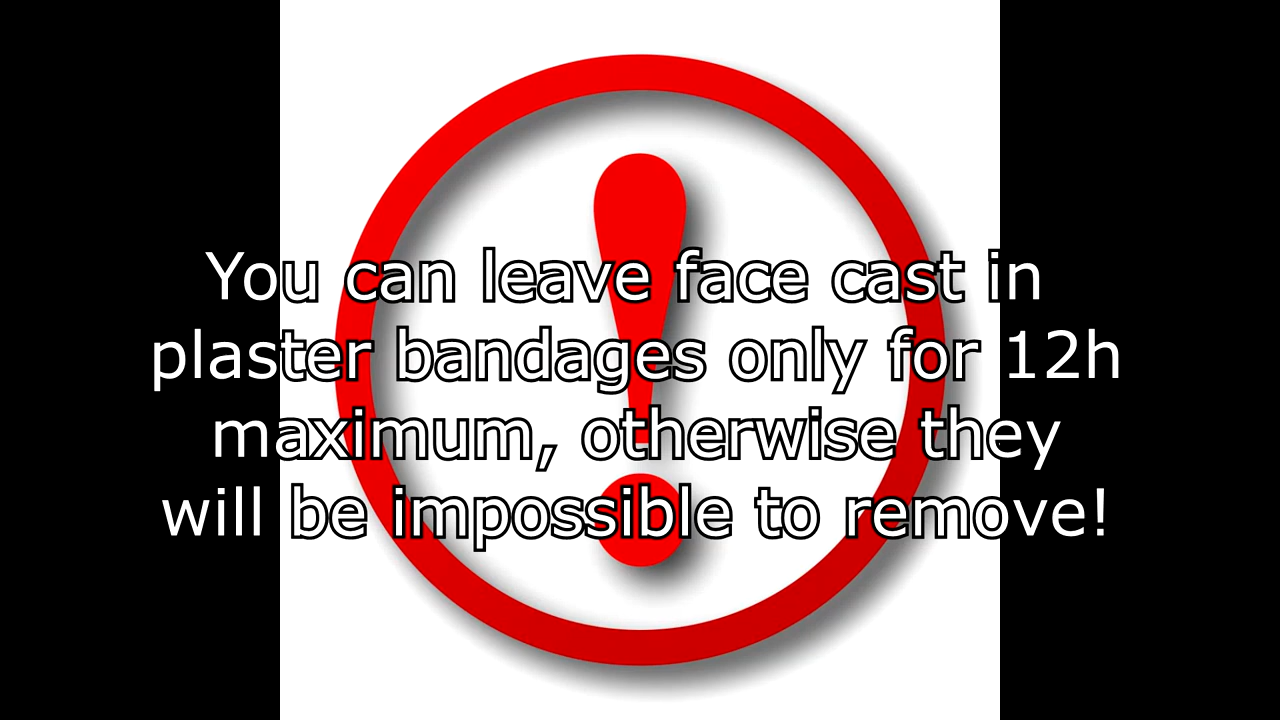 You can leave face cast in
plaster bandages only for 12h
maximum, otherwise they
will be impossible to remove!